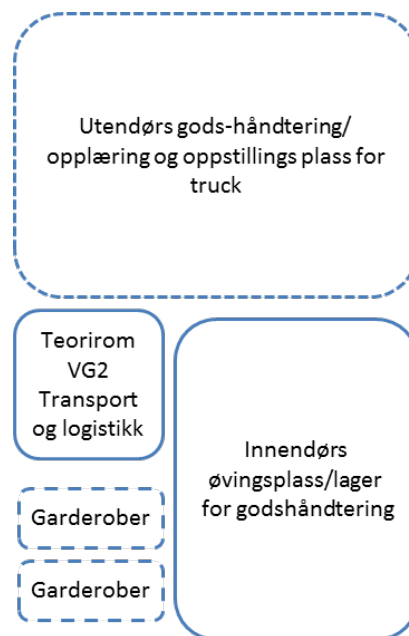 Utendørs gods-håndtering/
opplæring og oppstillings plass for
truck
Teorirom
VG2
Transport
og logistikk
Innendørs
øvingsplass/lager
for godshåndtering
Garderober
Garderober